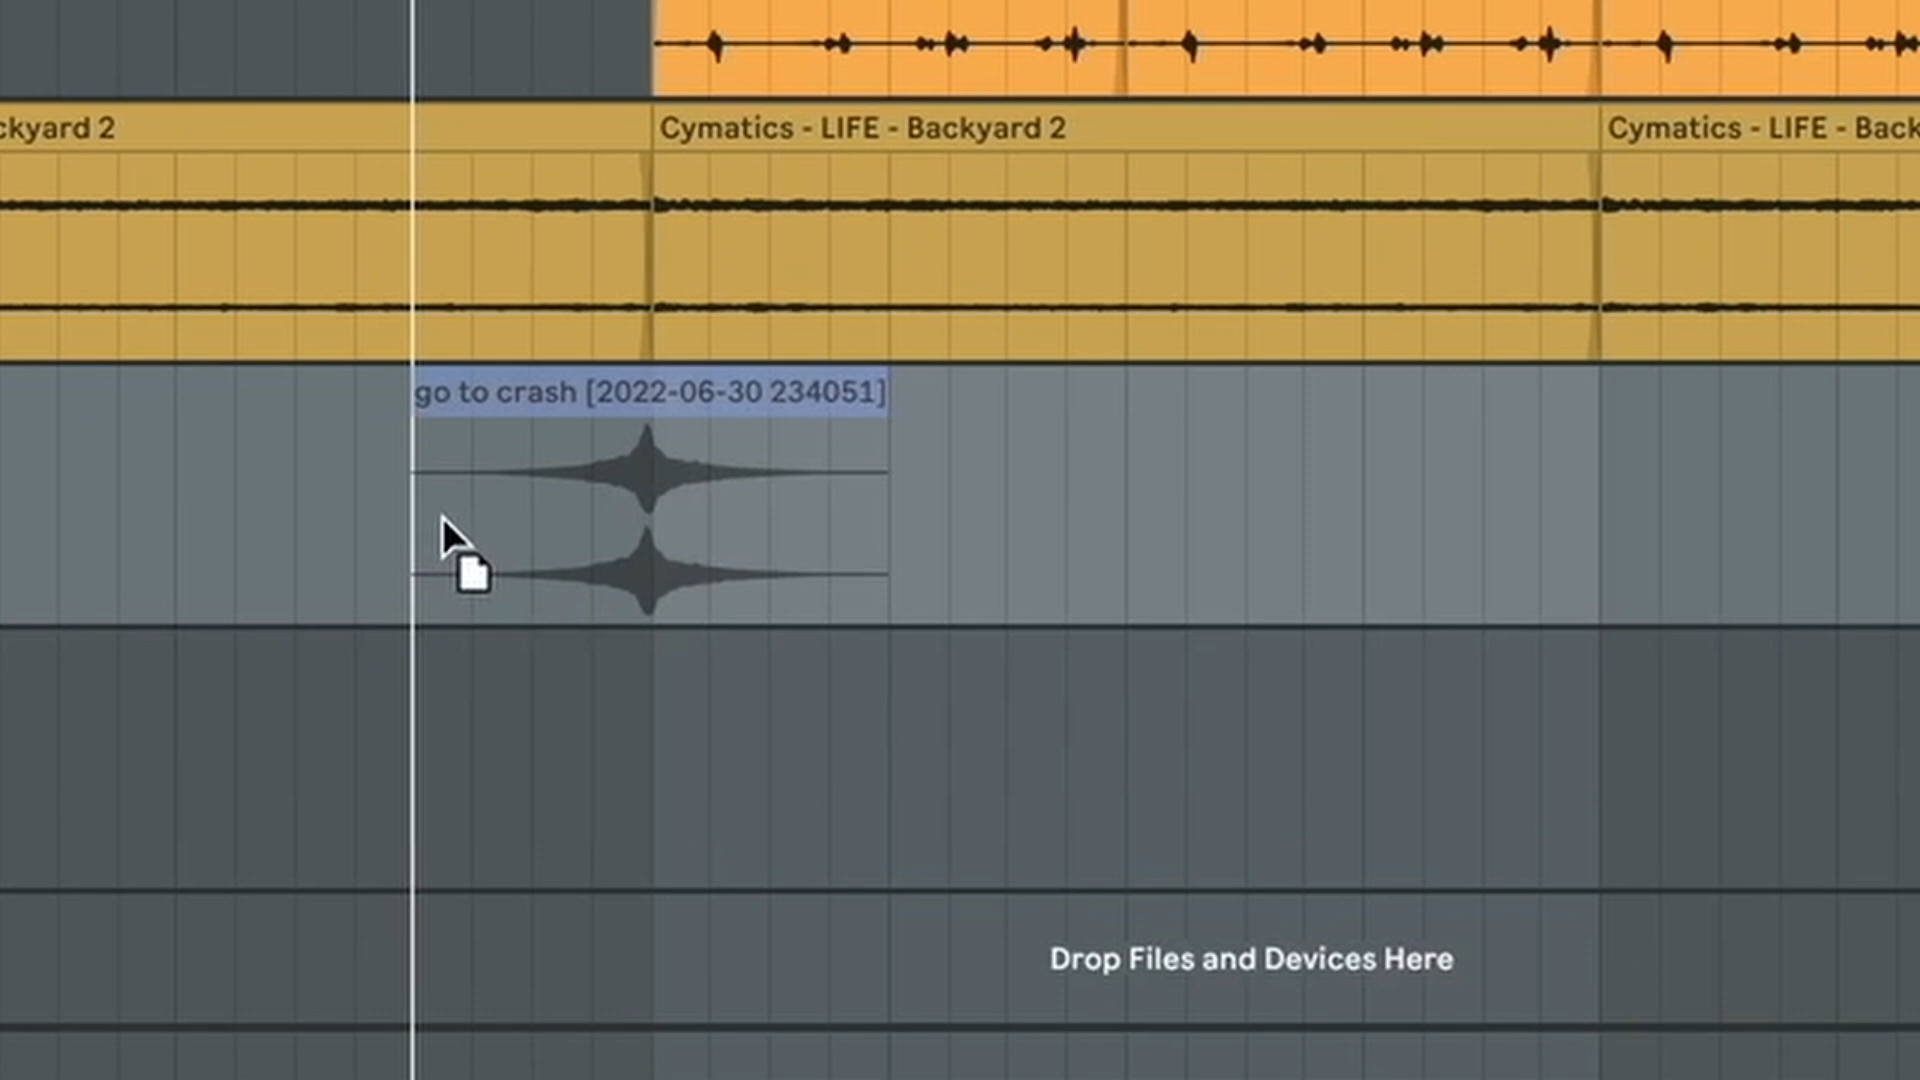 ckyard 2
Cymatics - LIFE - Backyard 2
Cymatics - LIFE - Back
go to crash [2022-06-30 234051]
Drop Files and Devices Here